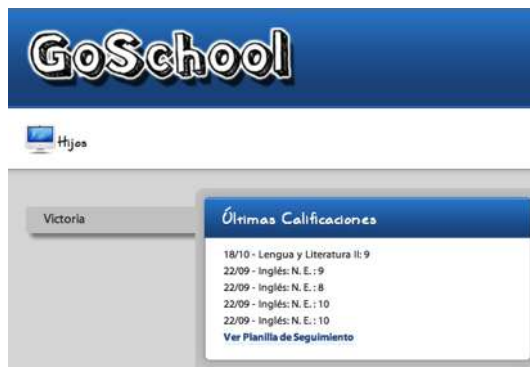 GoSchool
Hijos
Victoria
Últimas Calificaciones
18/10 - Lengua y Literatura II: 9
22/09 - Inglés: N. E. : 9
22/09 - Inglés: N. E. : 8
22/09 - Inglés: N. E. : 10
22/09 - Inglés: N. E. : 10
Ver Planilla de Seguimiento